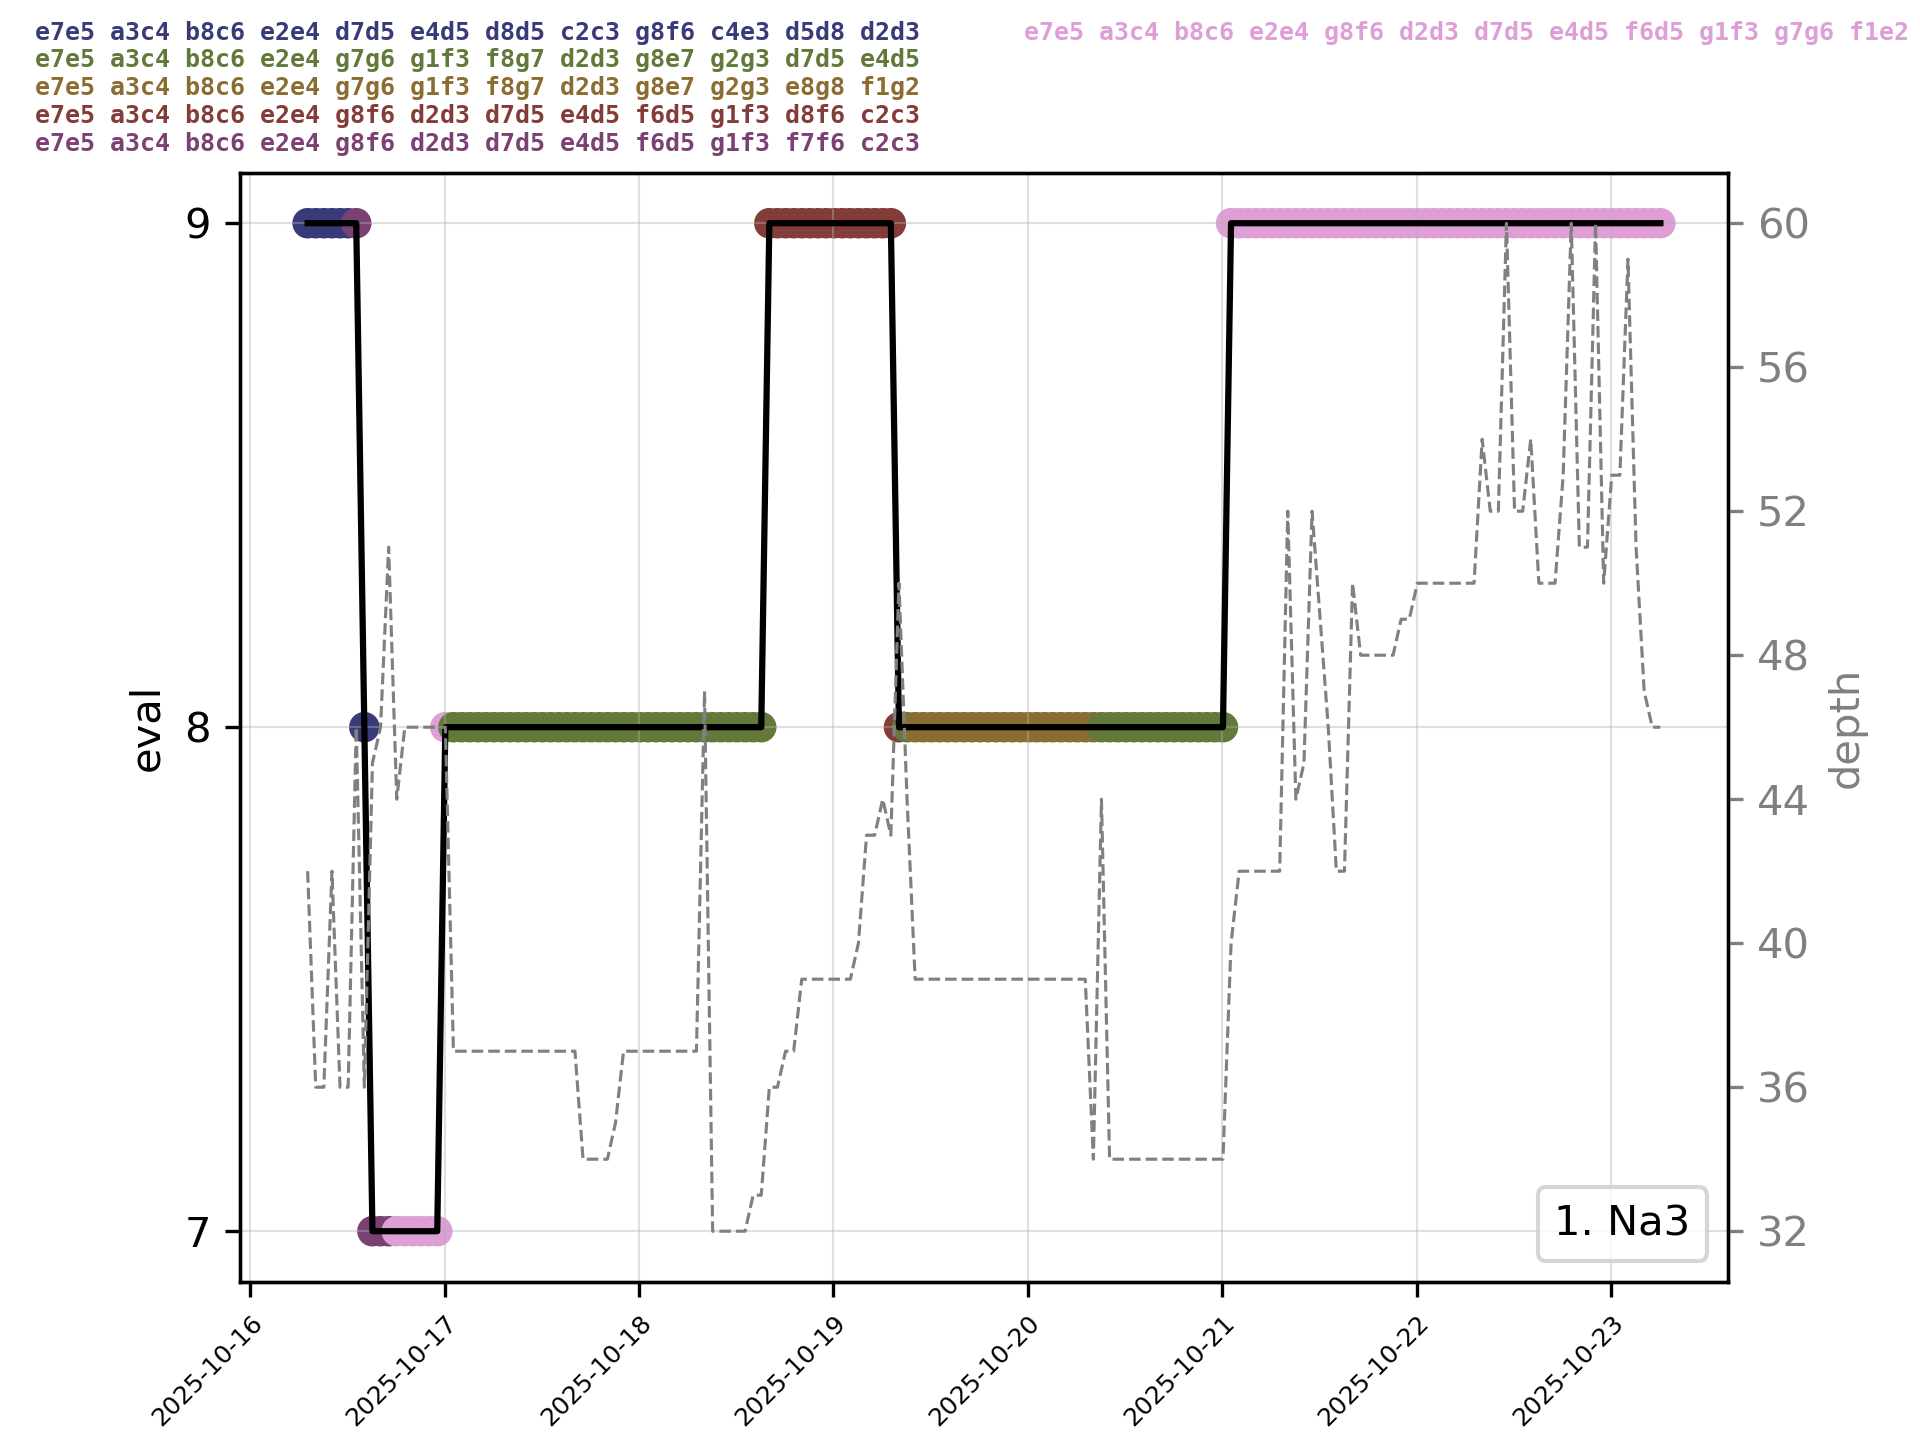 e7e5 a3c4 b8c6 e2e4 d7d5 e4d5 d8d5 c2c3 g8f6 c4e3 d5d8 d2d3
e7e5 a3c4 b8c6 e2e4 g7g6 g1f3 f8g7 d2d3 g8e7 g2g3 d7d5 e4d5
e7e5 a3c4 b8c6 e2e4 g7g6 g1f3 f8g7 d2d3 g8e7 g2g3 e8g8 f1g2
e7e5 a3c4 b8c6 e2e4 g8f6 d2d3 d7d5 e4d5 f6d5 g1f3 d8f6 c2c3
e7e5 a3c4 b8c6 e2e4 g8f6 d2d3 d7d5 e4d5 f6d5 g1f3 f7f6 c2c3
e7e5 a3c4 b8c6 e2e4 g8f6 d2d3 d7d5 e4d5 f6d5 g1f3 g7g6 f1e2
9
8
7
eval
60
56
52
48
44
40
36
32
depth
1. Na3
2025-10-16
2025-10-17
2025-10-18
2025-10-19
2025-10-20
2025-10-21
2025-10-22
2025-10-23